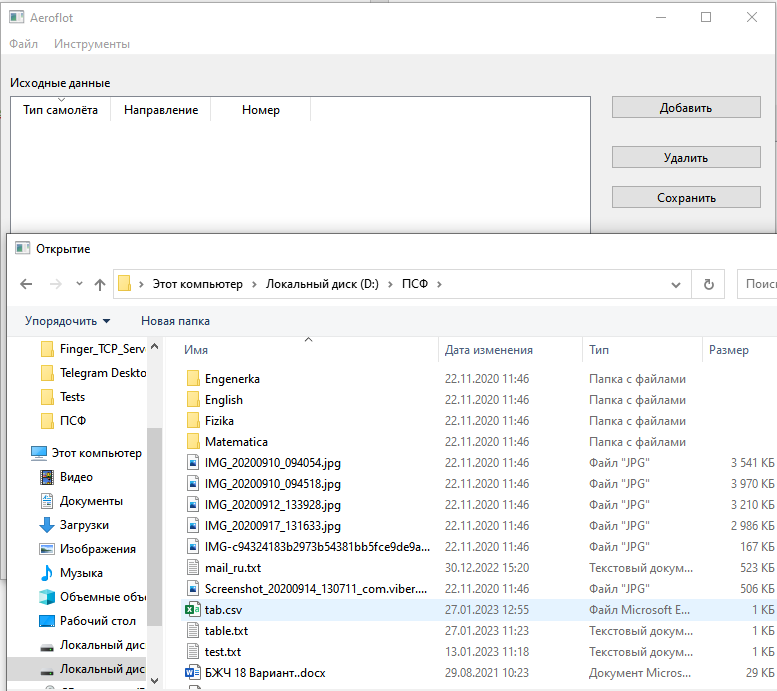 Aeroflot
Файл Инструменты
Исходные данные
Тип самолёта Направление Номер
Добавить
Удалить
Сохранить
Открытие
Этот компьютер › Локальный диск (D:) › ПСФ ›
Упорядочить Новая папка
Имя Дата изменения Тип Размер
Finger_TCP_Serv
Telegram Deskto
Tests
ПСФ
Этот компьютер
Видео
Документы
Загрузки
Изображения
Музыка
Объемные объ
Рабочий стол
Локальный дис
Локальный дис
Engenerka 22.11.2020 11:46 Папка с файлами
English 22.11.2020 11:46 Папка с файлами
Fizika 22.11.2020 11:46 Папка с файлами
Matematica 22.11.2020 11:46 Папка с файлами
IMG_20200910_094054.jpg 22.11.2020 11:46 Файл "JPG" 3 541 КБ
IMG_20200910_094518.jpg 22.11.2020 11:46 Файл "JPG" 3 970 КБ
IMG_20200912_133928.jpg 22.11.2020 11:46 Файл "JPG" 3 210 КБ
IMG_20200917_131633.jpg 22.11.2020 11:46 Файл "JPG" 2 986 КБ
IMG-c94324183b2973b54381bb5fce9de9a... 22.11.2020 11:46 Файл "JPG" 167 КБ
mail_ru.txt 30.12.2022 15:20 Текстовый докум... 523 КБ
Screenshot_20200914_130711_com.viber.... 22.11.2020 11:46 Файл "JPG" 506 КБ
tab.csv 27.01.2023 12:55 Файл Microsoft E... 1 КБ
table.txt 27.01.2023 11:23 Текстовый докум... 1 КБ
test.txt 13.01.2023 11:18 Текстовый докум... 1 КБ
БЖЧ 18 Вариант..docx 29.08.2021 10:23 Документ Micros... 29 КБ